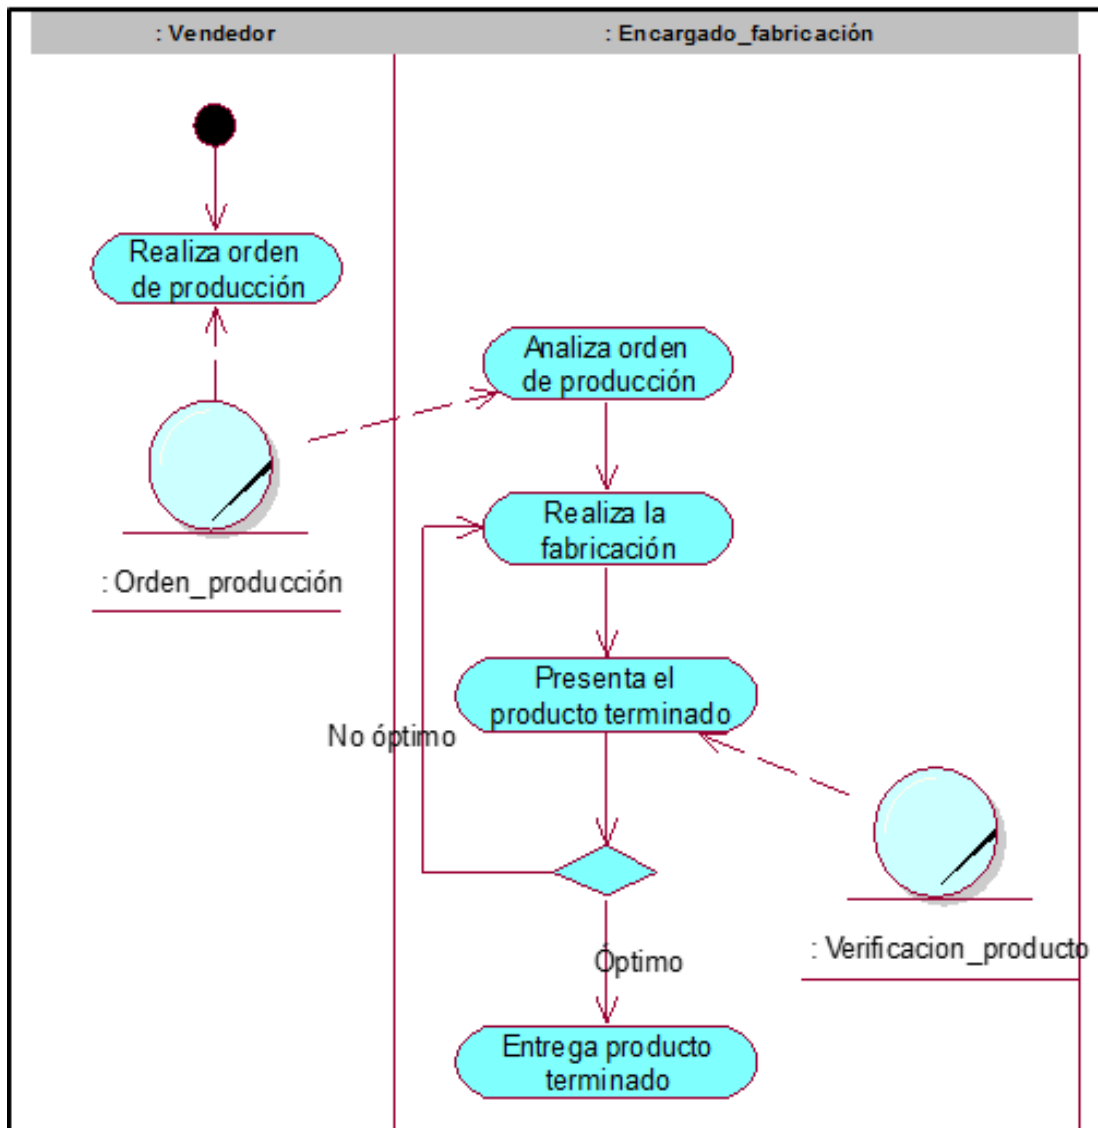 : Vendedor
: Encargado_fabricación
Realiza orden
de producción
Analiza orden
de producción
: Orden_producción
Realiza la
fabricación
Presenta el
producto terminado
No óptimo
: Verificacion_producto
Óptimo
Entrega producto
terminado